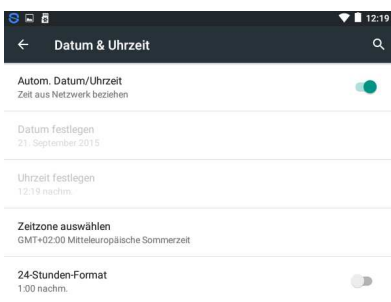 12:19
Datum & Uhrzeit
Autom. Datum/Uhrzeit
Zeit aus Netzwerk beziehen
Datum festlegen
21. September 2015
Uhrzeit festlegen
12:19 nachm.
Zeitzone auswählen
GMT+02:00 Mitteleuropäische Sommerzeit
24-Stunden-Format
1:00 nachm.